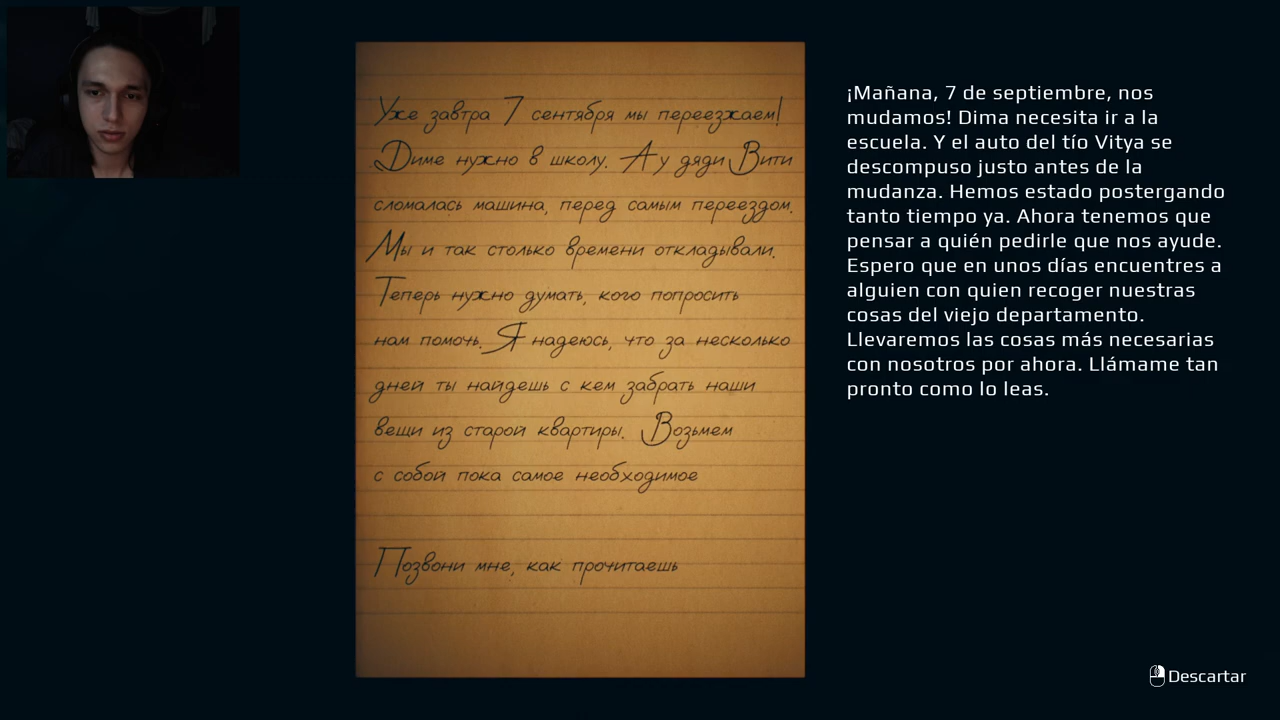 Уже завтра 7 сентября мы переезжаем!
Диме нужно в школу. А у дяди Вити
сломалась машина, перед самым переездом.
Мы и так столько времени откладывали.
Теперь нужно думать, кого попросить
нам помочь. Я надеюсь, что за несколько
дней ты найдешь с кем забрать наши
вещи из старой квартиры. Возьмем
с собой пока самое необходимое
Позвони мне, как прочитаешь
¡Mañana, 7 de septiembre, nos
mudamos! Dima necesita ir a la
escuela. Y el auto del tío Vitya se
descompuso justo antes de la
mudanza. Hemos estado postergando
tanto tiempo ya. Ahora tenemos que
pensar a quién pedirle que nos ayude.
Espero que en unos días encuentres a
alguien con quien recoger nuestras
cosas del viejo departamento.
Llevaremos las cosas más necesarias
con nosotros por ahora. Llámame tan
pronto como lo leas.
Descartar